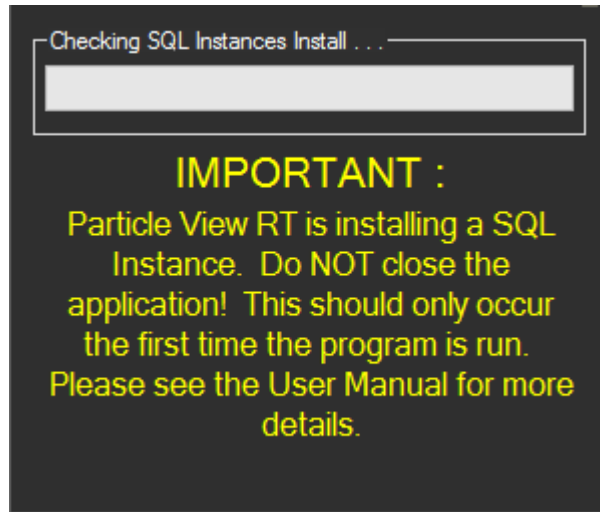 Checking SQL Instances Install . . .
IMPORTANT :
Particle View RT is installing a SQL
Instance.  Do NOT close the
application!  This should only occur
the first time the program is run.
Please see the User Manual for more
details.